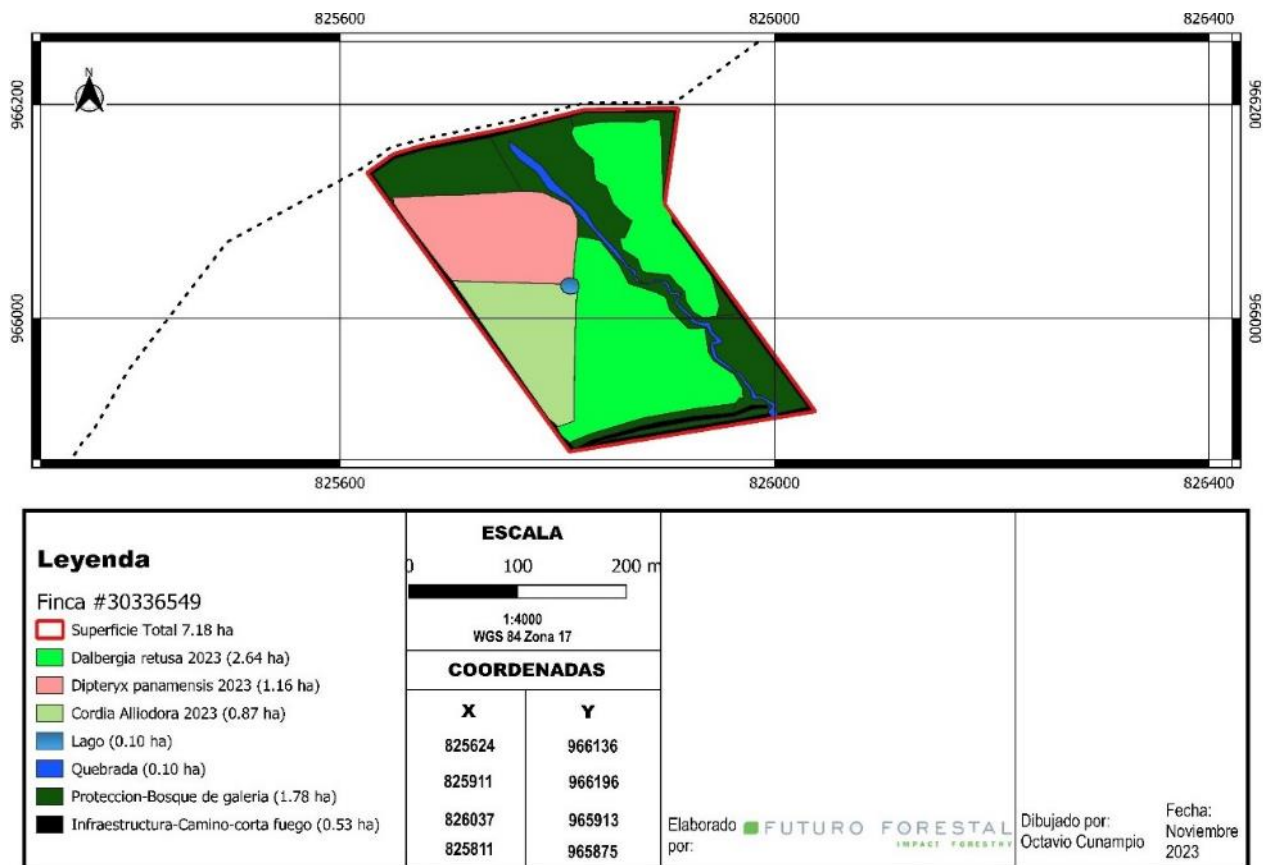 825600 826000 826400
N
966200 966200
966000 966000
825600 826000 826400
Leyenda
Finca #30336549
Superficie Total 7.18 ha
Dalbergia retusa 2023 (2.64 ha)
Dipteryx panamensis 2023 (1.16 ha)
Cordia Alliodora 2023 (0.87 ha)
Lago (0.10 ha)
Quebrada (0.10 ha)
Proteccion-Bosque de galeria (1.78 ha)
Infraestructura-Camino-corta fuego (0.53 ha)
ESCALA
0 100 200 m
1:4000
WGS 84 Zona 17
COORDENADAS
X Y
825624 966136
825911 966196
826037 965913
825811 965875
Elaborado
por:
FUTURO FORESTAL
IMPACT FORESTRY
Dibujado por:
Octavio Cunampio
Fecha:
Noviembre
2023